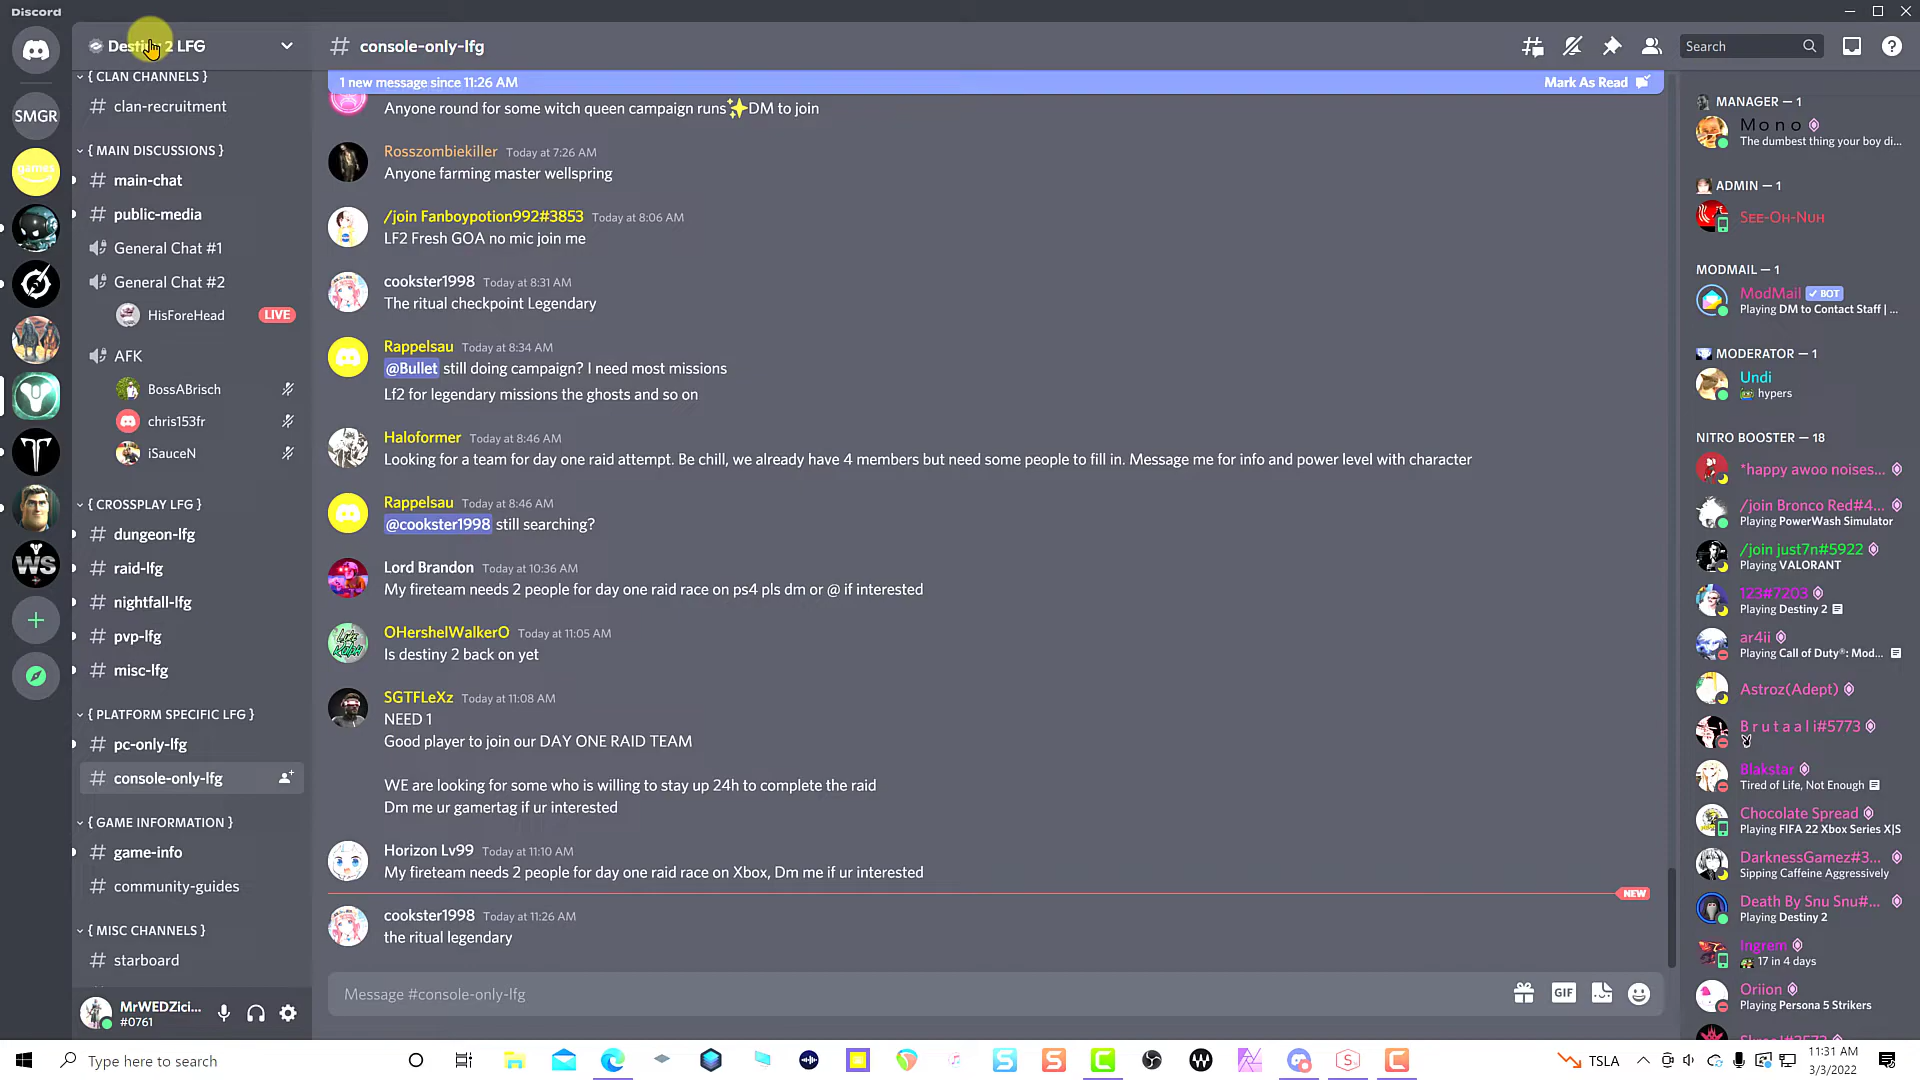 Discord
Destiny 2 LFG
# console-only-lfg
Search
1 new message since 11:26 AM
Mark As Read
SMGR
games
{ CLAN CHANNELS }
# clan-recruitment
{ MAIN DISCUSSIONS }
# main-chat
# public-media
General Chat #1
General Chat #2
HisForeHead LIVE
AFK
BossABrisch
chris153fr
iSauceN
{ CROSSPLAY LFG }
# dungeon-lfg
# raid-lfg
# nightfall-lfg
# pvp-lfg
# misc-lfg
WS
{ PLATFORM SPECIFIC LFG }
# pc-only-lfg
# console-only-lfg
{ GAME INFORMATION }
# game-info
# community-guides
{ MISC CHANNELS }
# starboard
MrWEDZici...
#0761
Anyone round for some witch queen campaign runs✨DM to join
Rosszombiekiller Today at 7:26 AM
Anyone farming master wellspring
/join Fanboypotion992#3853 Today at 8:06 AM
LF2 Fresh GOA no mic join me
cookster1998 Today at 8:31 AM
The ritual checkpoint Legendary
Rappelsau Today at 8:34 AM
@Bullet still doing campaign? I need most missions
Lf2 for legendary missions the ghosts and so on
Haloformer Today at 8:46 AM
Looking for a team for day one raid attempt. Be chill, we already have 4 members but need some people to fill in. Message me for info and power level with character
Rappelsau Today at 8:46 AM
@cookster1998 still searching?
Lord Brandon Today at 10:36 AM
My fireteam needs 2 people for day one raid race on ps4 pls dm or @ if interested
OHershelWalkerO Today at 11:05 AM
Is destiny 2 back on yet
SGTFLeXz Today at 11:08 AM
NEED 1
Good player to join our DAY ONE RAID TEAM
WE are looking for some who is willing to stay up 24h to complete the raid
Dm me ur gamertag if ur interested
Horizon Lv99 Today at 11:10 AM
My fireteam needs 2 people for day one raid race on Xbox, Dm me if ur interested
NEW
cookster1998 Today at 11:26 AM
the ritual legendary
Message #console-only-lfg
GIF
MANAGER — 1
M o n o
The dumbest thing your boy di...
ADMIN — 1
See-Oh-Nuh
MODMAIL — 1
ModMail ✓ BOT
Playing DM to Contact Staff | ...
MODERATOR — 1
Undi
hypers
NITRO BOOSTER — 18
*happy awoo noises...
/join Bronco Red#4...
Playing PowerWash Simulator
/join just7n#5922
Playing VALORANT
123#7203
Playing Destiny 2
ar4ii
Playing Call of Duty®: Mod...
Astroz(Adept)
B r u t a a l i#5773
Blakstar
Tired of Life, Not Enough
Chocolate Spread
Playing FIFA 22 Xbox Series X|S
DarknessGamez#3...
Sipping Caffeine Aggressively
Death By Snu Snu#...
Playing Destiny 2
Ingrem
17 in 4 days
Oriion
Playing Persona 5 Strikers
Type here to search
TSLA
11:31 AM
3/3/2022